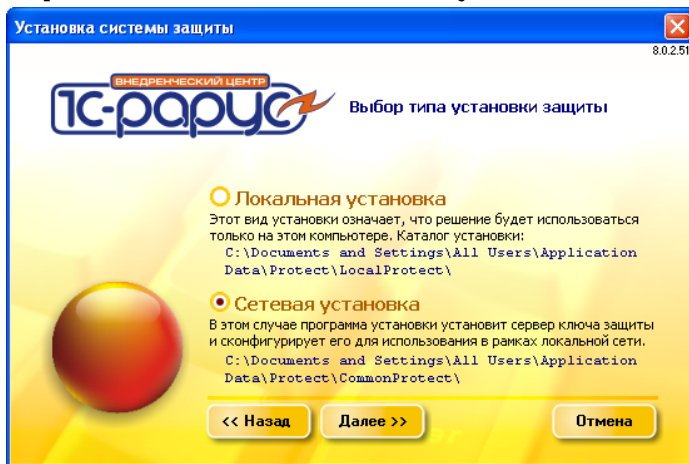 Установка системы защиты
8.0.2.51
ВНЕДРЕНЧЕСКИЙ ЦЕНТР
1С-рарус
Выбор типа установки защиты
Локальная установка
Этот вид установки означает, что решение будет использоваться
только на этом компьютере. Каталог установки:
C:\Documents and Settings\All Users\Application
Data\Protect\LocalProtect\
Сетевая установка
В этом случае программа установки установит сервер ключа защиты
и сконфигурирует его для использования в рамках локальной сети.
C:\Documents and Settings\All Users\Application
Data\Protect\CommonProtect\
<< Назад
Далее >>
Отмена